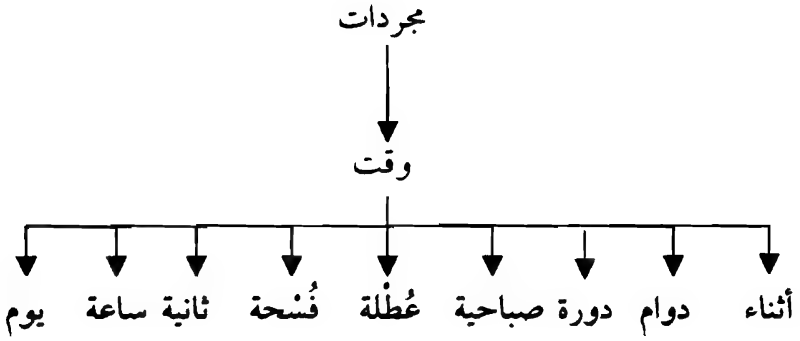 مجردات
وقت
أثناء دوام دورة صباحية عُطْلة فُسْحة ثانية ساعة يوم